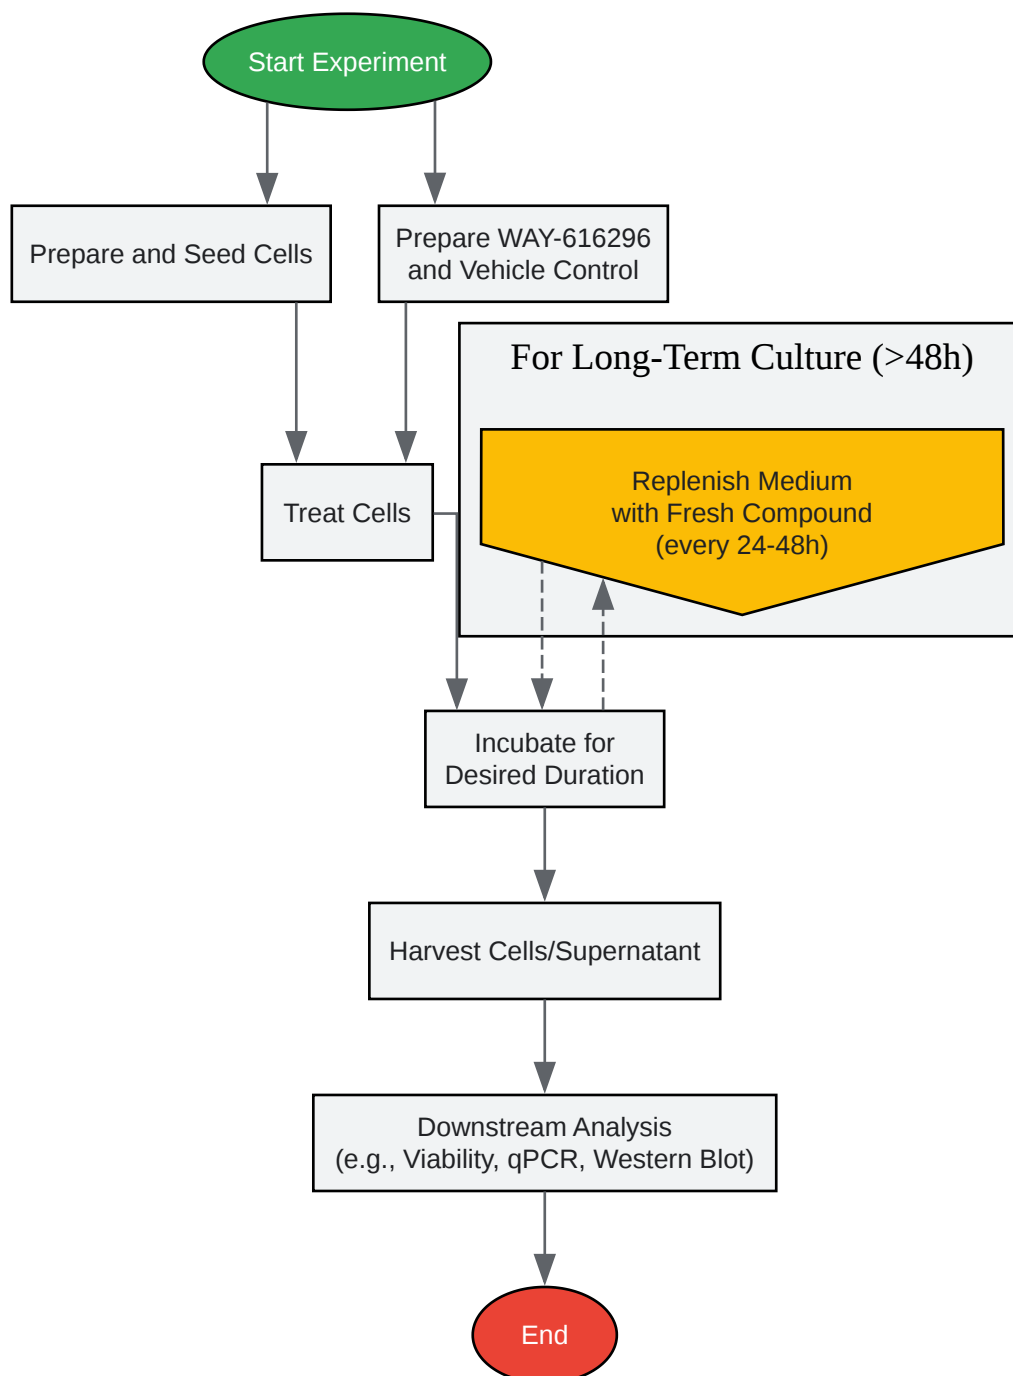 Start Experiment
Prepare and Seed Cells
Prepare WAY-616296
and Vehicle Control
For Long-Term Culture (>48h)
Replenish Medium
with Fresh Compound
(every 24-48h)
Treat Cells
Incubate for
Desired Duration
Harvest Cells/Supernatant
Downstream Analysis
(e.g., Viability, qPCR, Western Blot)
End